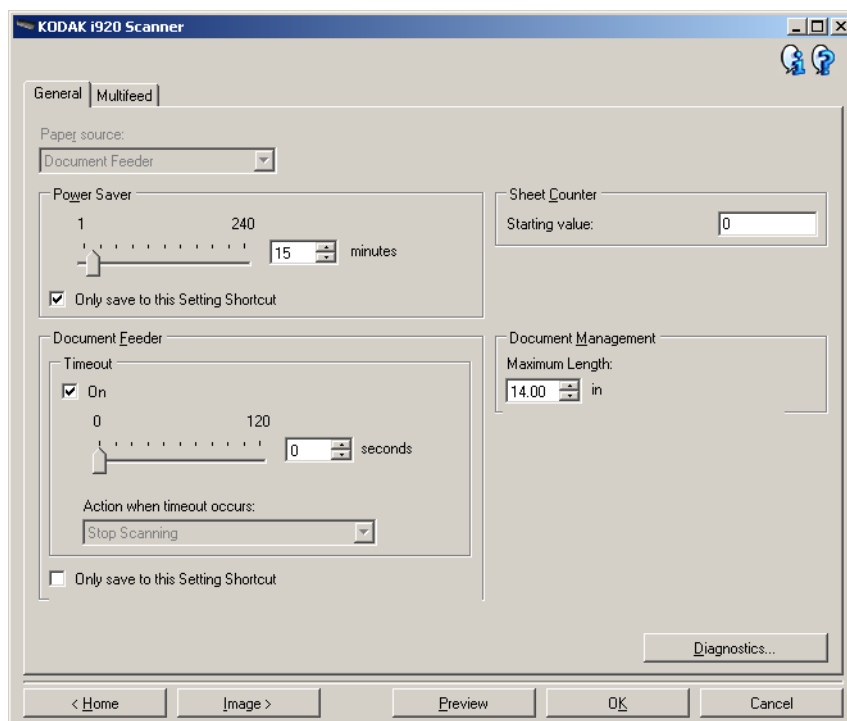 KODAK i920 Scanner
General
Multifeed
Paper source:
Document Feeder
Power Saver
1 240
15 minutes
Only save to this Setting Shortcut
Sheet Counter
Starting value: 0
Document Feeder
Timeout
On
0 120
0 seconds
Action when timeout occurs:
Stop Scanning
Only save to this Setting Shortcut
Document Management
Maximum Length:
14.00 in
Diagnostics...
< Home
Image >
Preview
OK
Cancel